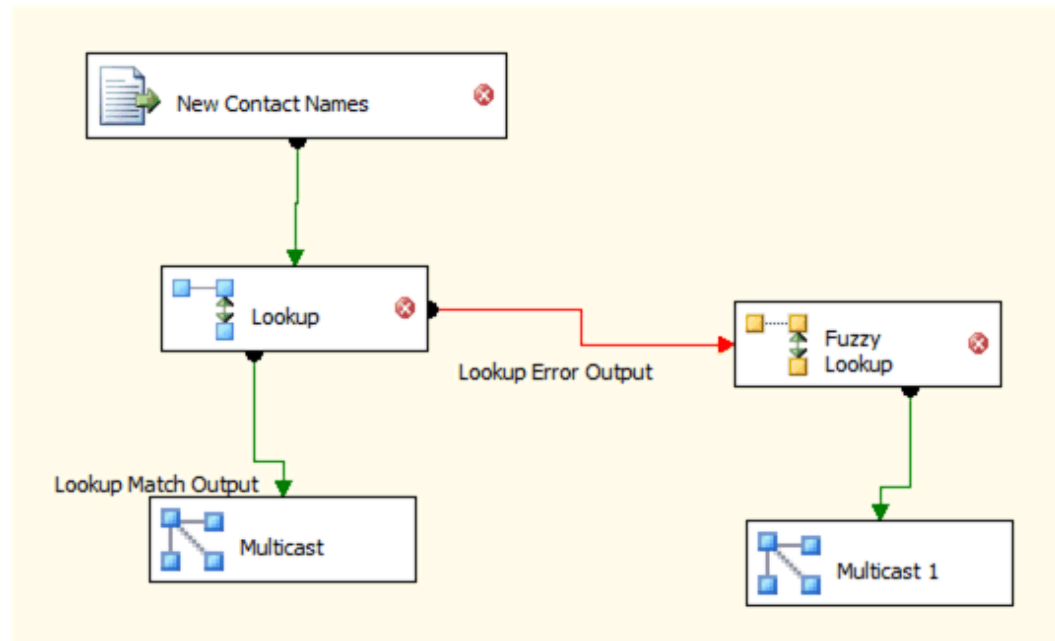 New Contact Names
Lookup
Lookup Error Output
Fuzzy
Lookup
Lookup Match Output
Multicast
Multicast 1